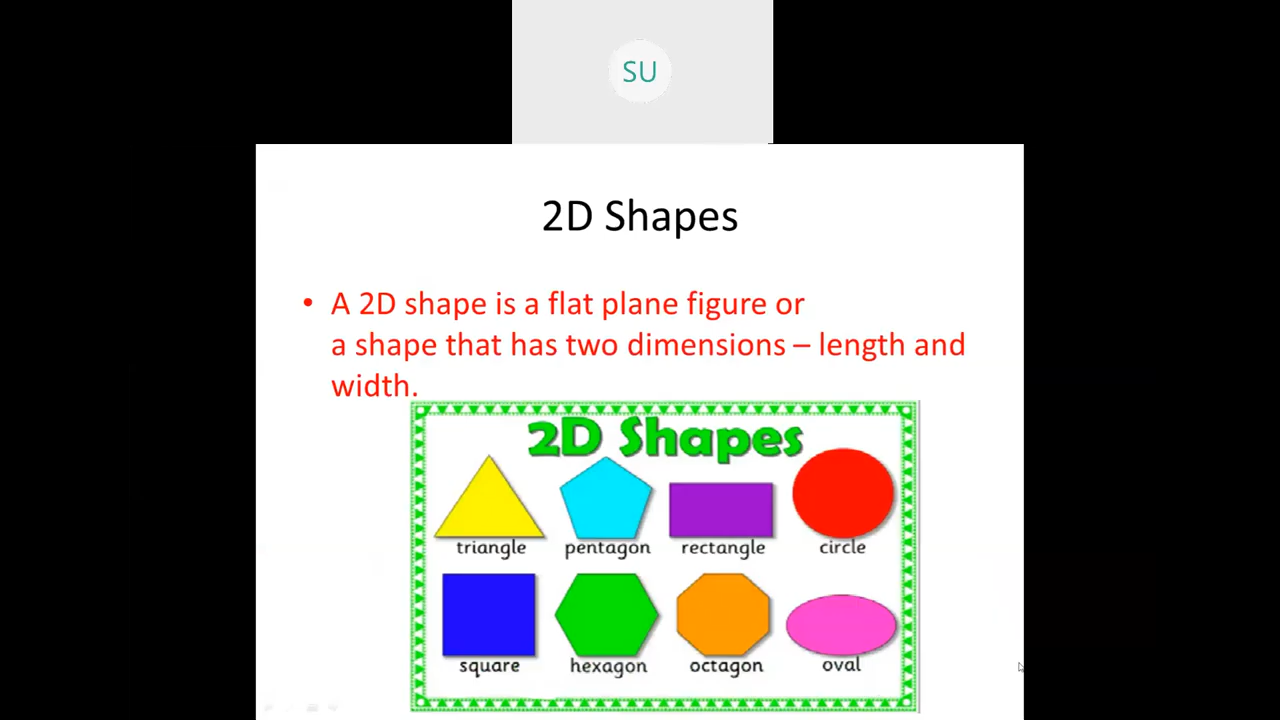 SU
2D Shapes
• A 2D shape is a flat plane figure or
a shape that has two dimensions – length and
width.
2D Shapes
triangle pentagon rectangle circle
square hexagon octagon oval